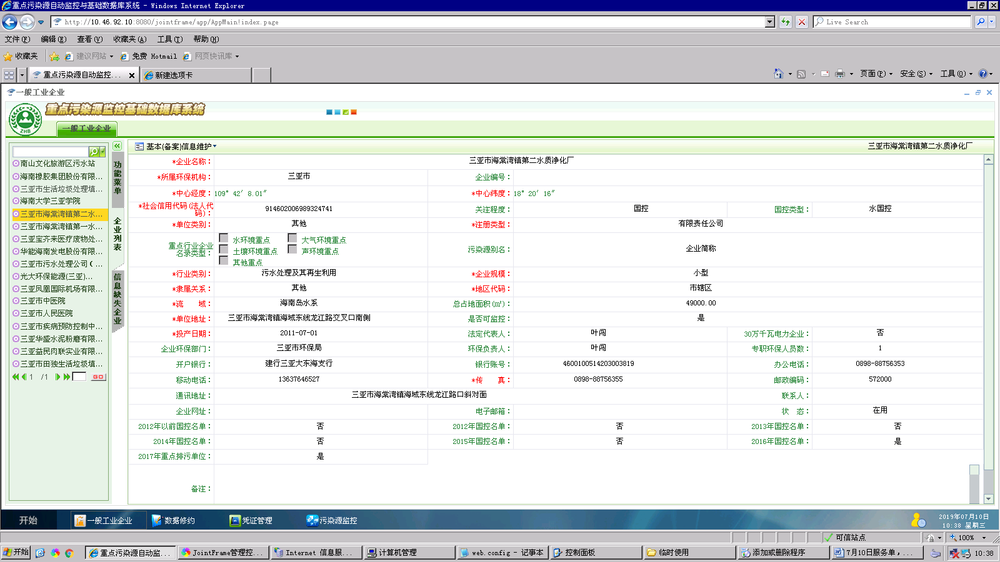 重点污染源自动监控与基础数据库系统 - Windows Internet Explorer
http://10.46.92.10:8080/jointframe/app/AppMain!index.page
Live Search
文件(F) 编辑(E) 查看(V) 收藏夹(A) 工具(T) 帮助(H)
收藏夹 建议网站 免费 Hotmail 网页快讯库
重点污染源自动监控... 新建选项卡 页面(P) 安全(S) 工具(O)
一般工业企业
重点污染源监控基础数据库系统
ZHB
一般工业企业
南山文化旅游区污水站
海南橡胶集团股份有限...
三亚市生活垃圾处理填...
海南大学三亚学院
三亚市海棠湾镇第二水...
三亚市海棠湾镇第一水...
三亚宝齐来医疗废物处...
华能海南发电股份有限...
三亚市污水处理公司（...
光大环保能源(三亚)...
三亚凤凰国际机场有限...
三亚市中医院
三亚市人民医院
三亚市疾病预防控制中...
三亚华盛水泥粉磨有限...
三亚益民肉联实业有限...
三亚市田独生活垃圾填...
1 /1 GO
功能菜单
企业列表
信息缺失企业
基本(备案)信息维护 三亚市海棠湾镇第二水质净化厂
*企业名称： 三亚市海棠湾镇第二水质净化厂
*所属环保机构： 三亚市 企业编号：
*中心经度： 109° 42′ 8.01″ *中心纬度： 18° 20′ 16″
*社会信用代码(法人代码)： 914602006989324741 关注程度： 国控 国控类型： 水国控
*单位类别： 其他 *注册类型： 有限责任公司
重点行业企业名录类型： 水环境重点 大气环境重点 土壤环境重点 声环境重点 其他重点 污染源别名： 企业简称
*行业类别： 污水处理及其再生利用 *企业规模： 小型
*隶属关系： 其他 *地区代码： 市辖区
*流 域： 海南岛水系 总占地面积(㎡)： 49000.00
*单位地址： 三亚市海棠湾镇海域东线龙江路交叉口南侧 是否可监控： 是
*投产日期： 2011-07-01 法定代表人： 叶闯 30万千瓦电力企业： 否
企业环保部门： 三亚市环保局 环保负责人： 叶闯 专职环保人员数： 1
开户银行： 建行三亚大东海支行 银行账号： 4600100514203003819 办公电话： 0898-88756353
移动电话： 13637646527 *传 真： 0898-88756355 邮政编码： 572000
通讯地址： 三亚市海棠湾镇海域东线龙江路口斜对面 联系人：
企业网址： 电子邮箱： 状 态： 在用
2012年以前国控名单： 否 2012年国控名单： 否 2013年国控名单： 否
2014年国控名单： 否 2015年国控名单： 否 2016年国控名单： 是
2017年重点排污单位： 是
备注：
开始 一般工业企业 数据修约 凭证管理 污染源监控 2019年07月10日
10:38 星期三
可信站点 100%
开始 重点污染源自动监... JointFrame管理控... Internet 信息服... 计算机管理 web.config - 记事本 控制面板 临时使用 添加或删除程序 7月10日服务单，... 10:38